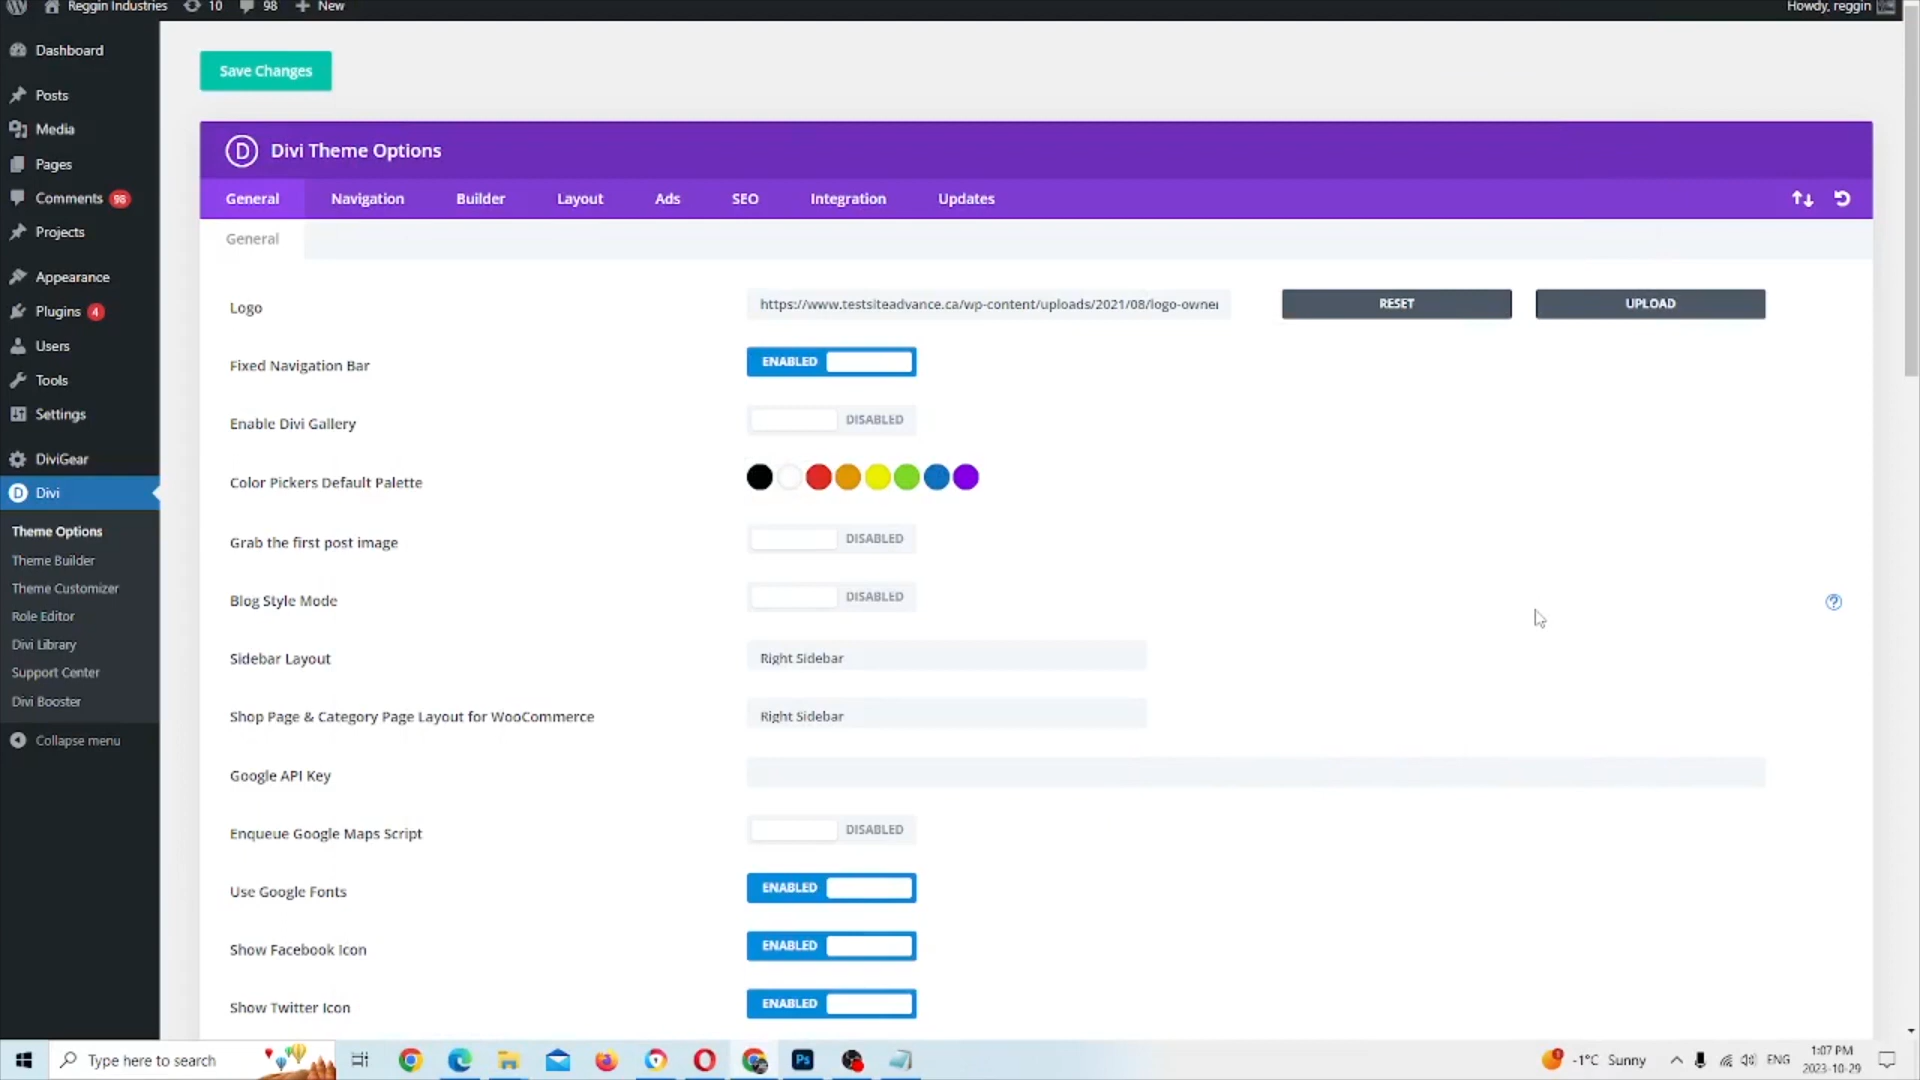 Reggin Industries 10 98 New Howdy, reggin
Dashboard
Posts
Media
Pages
Comments 98
Projects
Appearance
Plugins 4
Users
Tools
Settings
DiviGear
D Divi
Theme Options
Theme Builder
Theme Customizer
Role Editor
Divi Library
Support Center
Divi Booster
Collapse menu
Save Changes
D Divi Theme Options
General Navigation Builder Layout Ads SEO Integration Updates
General
Logo https://www.testsiteadvance.ca/wp-content/uploads/2021/08/logo-owner RESET UPLOAD
Fixed Navigation Bar ENABLED
Enable Divi Gallery DISABLED
Color Pickers Default Palette
Grab the first post image DISABLED
Blog Style Mode DISABLED ?
Sidebar Layout Right Sidebar
Shop Page & Category Page Layout for WooCommerce Right Sidebar
Google API Key
Enqueue Google Maps Script DISABLED
Use Google Fonts ENABLED
Show Facebook Icon ENABLED
Show Twitter Icon ENABLED
Type here to search Ps -1°C Sunny ENG 1:07 PM
2023-10-29